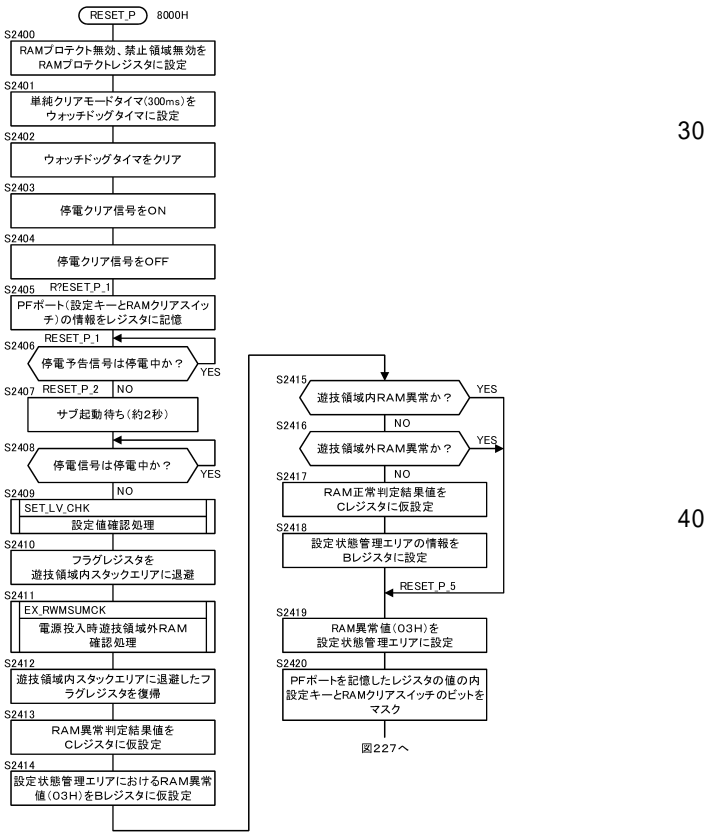 RESET_P 8000H
S2400
RAMプロテクト無効、禁止領域無効を
RAMプロテクトレジスタに設定
S2401
単純クリアモードタイマ(300ms)を
ウォッチドッグタイマに設定
S2402
ウォッチドッグタイマをクリア
S2403
停電クリア信号をON
S2404
停電クリア信号をOFF
S2405 R?ESET_P_1
PFポート(設定キーとRAMクリアスイッ
チ)の情報をレジスタに記憶
RESET_P_1
S2406
停電予告信号は停電中か?
YES
S2407 RESET_P_2 NO
サブ起動待ち(約2秒)
S2408
停電信号は停電中か?
YES
NO
S2409
SET_LV_CHK
設定値確認処理
S2410
フラグレジスタを
遊技領域内スタックエリアに退避
S2411
EX_RWMSUMCK
電源投入時遊技領域外RAM
確認処理
S2412
遊技領域内スタックエリアに退避したフ
ラグレジスタを復帰
S2413
RAM異常判定結果値を
Cレジスタに仮設定
S2414
設定状態管理エリアにおけるRAM異常
値(03H)をBレジスタに仮設定
S2415
遊技領域内RAM異常か?
YES
NO
S2416
遊技領域外RAM異常か?
YES
NO
S2417
RAM正常判定結果値を
Cレジスタに仮設定
S2418
設定状態管理エリアの情報を
Bレジスタに設定
RESET_P_5
S2419
RAM異常値(03H)を
設定状態管理エリアに設定
S2420
PFポートを記憶したレジスタの値の内
設定キーとRAMクリアスイッチのビットを
マスク
図227へ
30
40